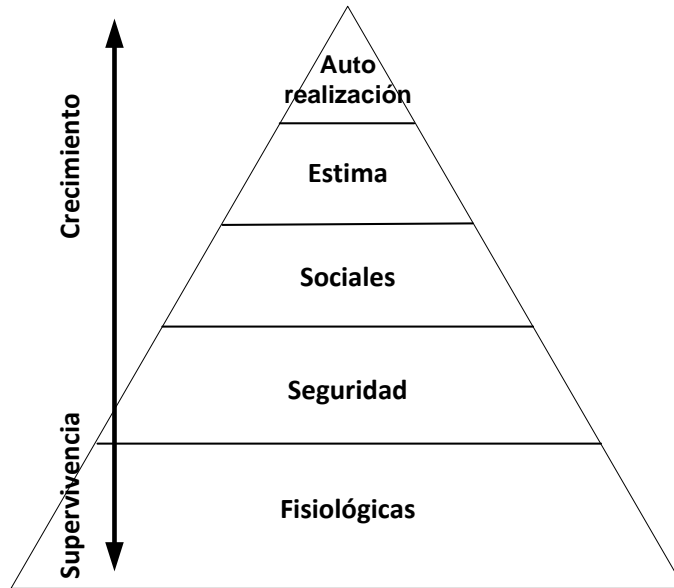 Auto
realización
Estima
Sociales
Seguridad
Fisiológicas
Crecimiento
Supervivencia